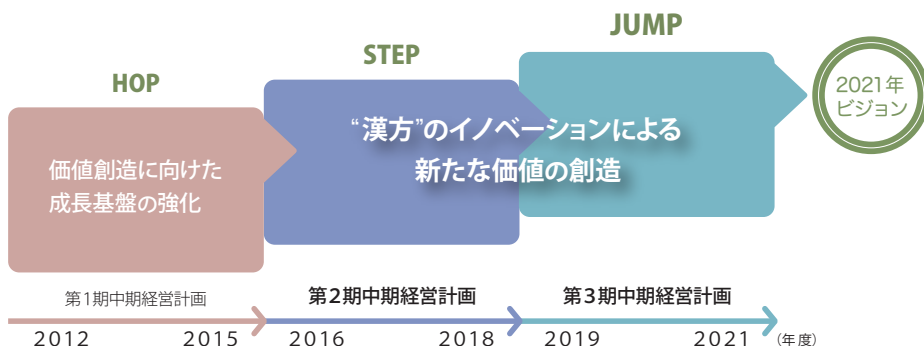 HOP
STEP
JUMP
価値創造に向けた
成長基盤の強化
“漢方”のイノベーションによる
新たな価値の創造
2021年
ビジョン
第1期中期経営計画
第2期中期経営計画
第3期中期経営計画
2012 2015 2016 2018 2019 2021 (年度)